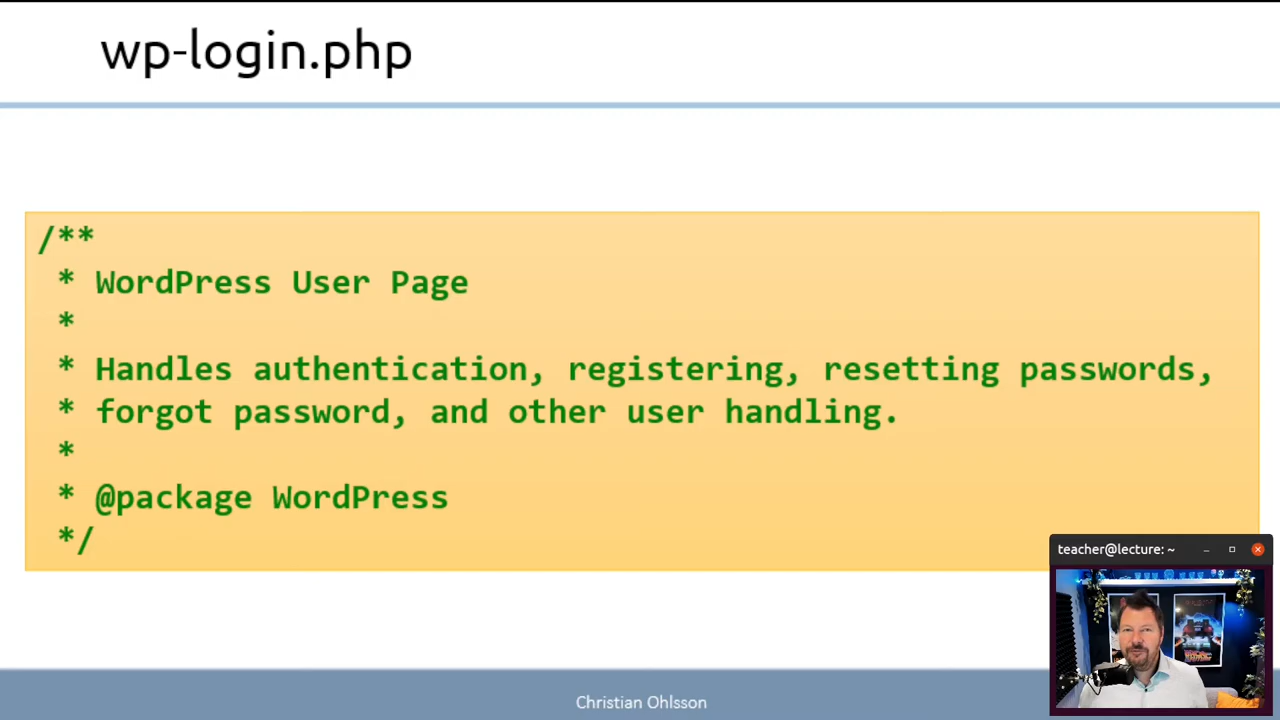 wp-login.php
/**
* WordPress User Page
*
* Handles authentication, registering, resetting passwords,
* forgot password, and other user handling.
*
* @package WordPress
*/
teacher@lecture: ~
Christian Ohlsson